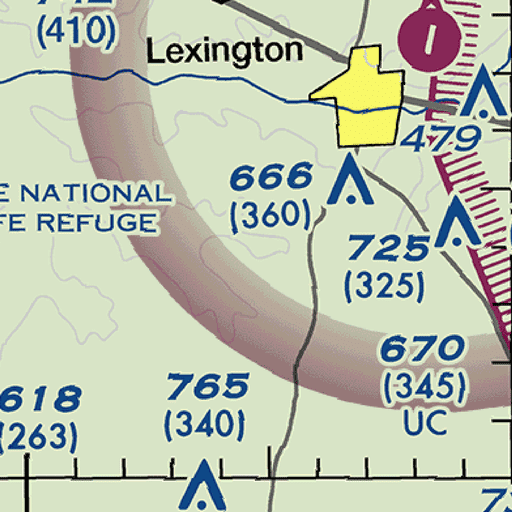 (410)
Lexington
I
479
666
(360)
E NATIONAL
FE REFUGE
725
(325)
670
(345)
UC
765
(340)
618
(263)